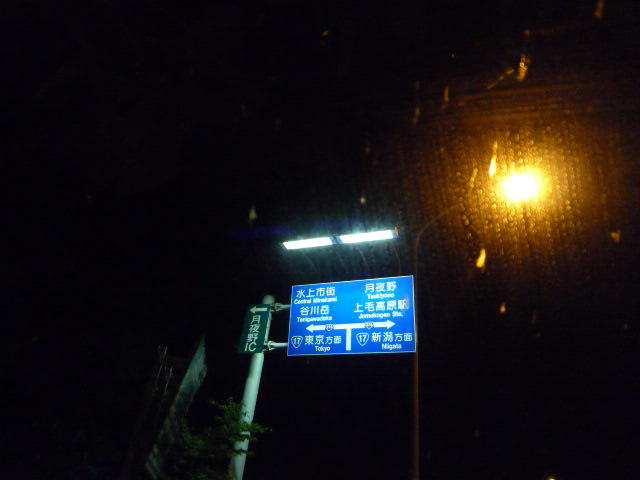 水上市街
Central Minakami
谷川岳
Tanigawadake
17 東京方面
Tokyo
月夜野
Tsukiyono
上毛高原駅
Jomokogen Sta.
17 新潟方面
Niigata
月夜野IC